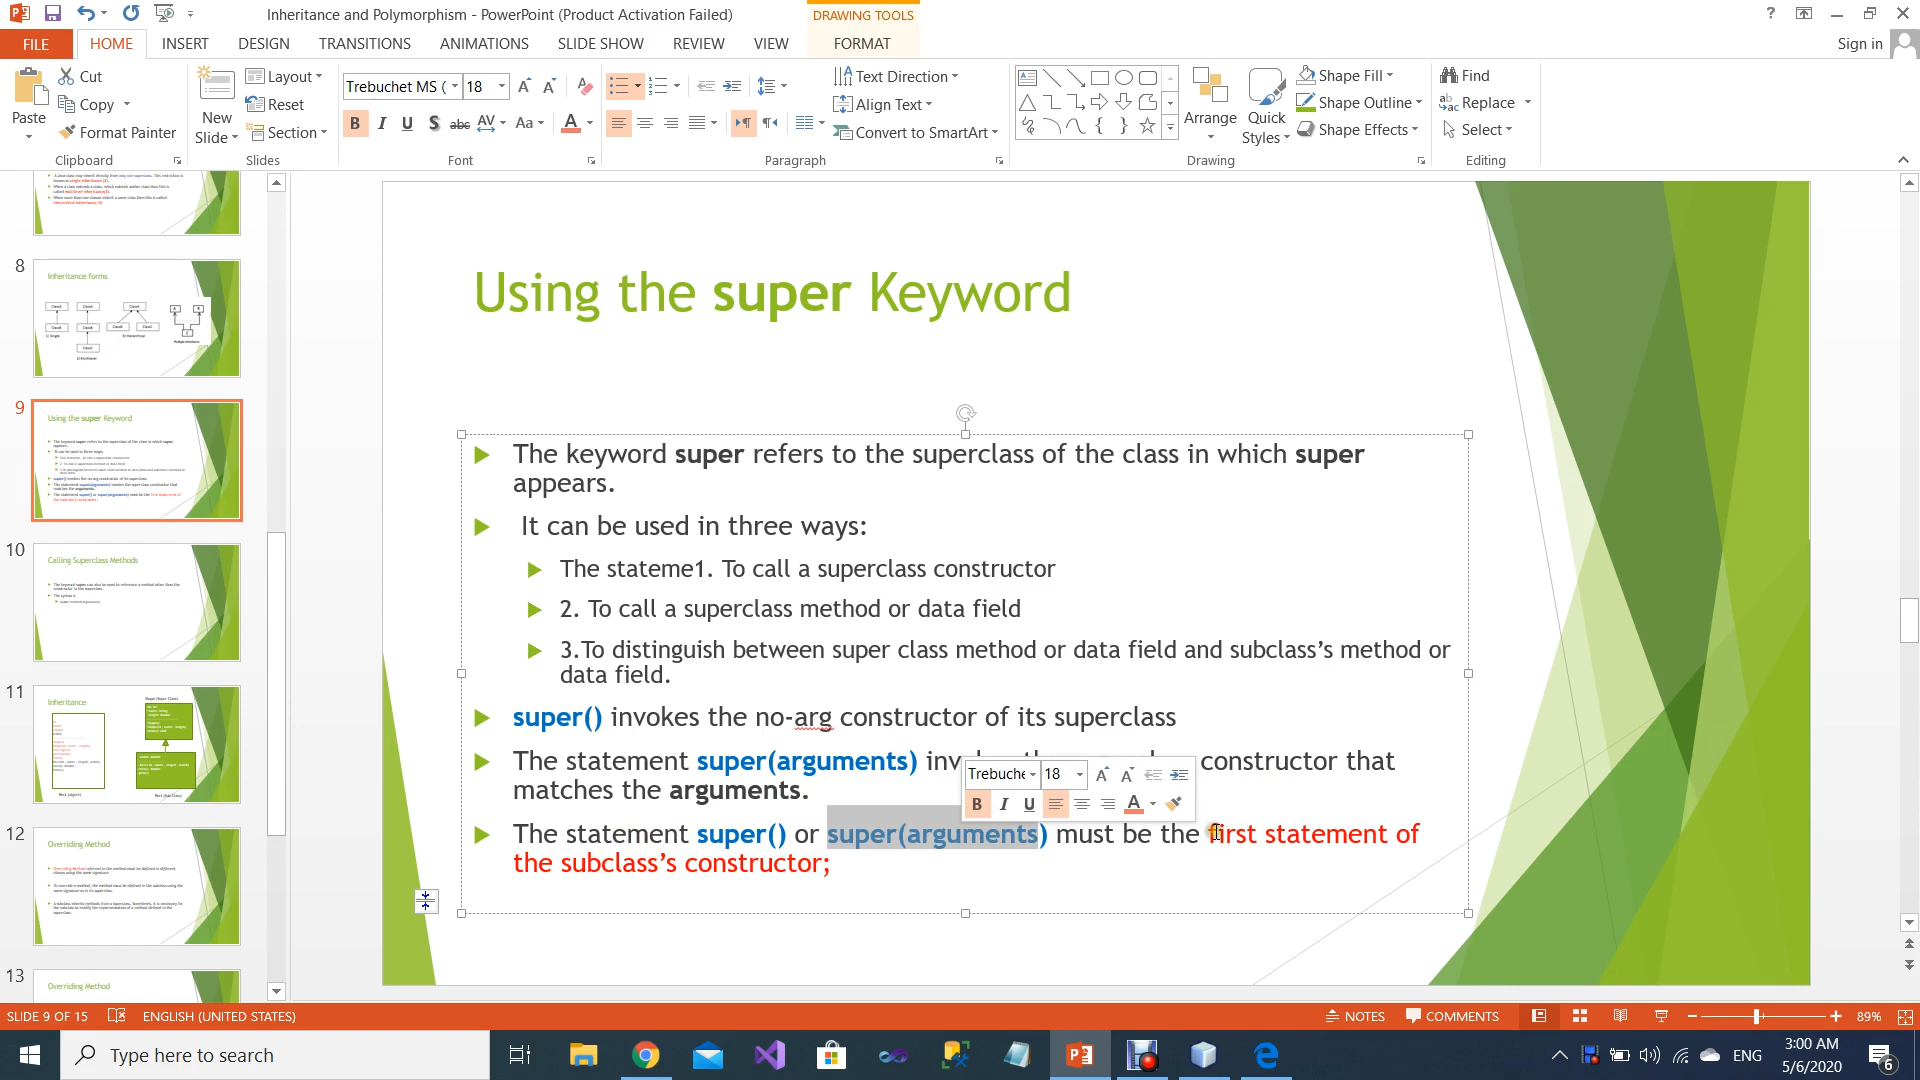 Inheritance and Polymorphism - PowerPoint (Product Activation Failed)
DRAWING TOOLS
FILE
HOME
INSERT
DESIGN
TRANSITIONS
ANIMATIONS
SLIDE SHOW
REVIEW
VIEW
FORMAT
Sign in
Paste
Cut
Copy
Format Painter
Clipboard
New
Slide
Layout
Reset
Section
Slides
Trebuchet MS (
18
Font
Text Direction
Align Text
Convert to SmartArt
Paragraph
Arrange
Quick
Styles
Shape Fill
Shape Outline
Shape Effects
Drawing
Find
Replace
Select
Editing
8
Inheritance forms
9
Using the super Keyword
10
Calling Superclass Methods
11
Inheritance
12
Overriding Method
13
Overriding Method
Using the super Keyword
The keyword super refers to the superclass of the class in which super
appears.
It can be used in three ways:
The stateme1. To call a superclass constructor
2. To call a superclass method or data field
3.To distinguish between super class method or data field and subclass’s method or
data field.
super() invokes the no-arg constructor of its superclass
The statement super(arguments) constructor that
matches the arguments.
Trebuche
18
The statement super() or super(arguments) must be the first statement of
the subclass’s constructor;
SLIDE 9 OF 15
ENGLISH (UNITED STATES)
NOTES
COMMENTS
89%
Type here to search
ENG
3:00 AM
5/6/2020
6